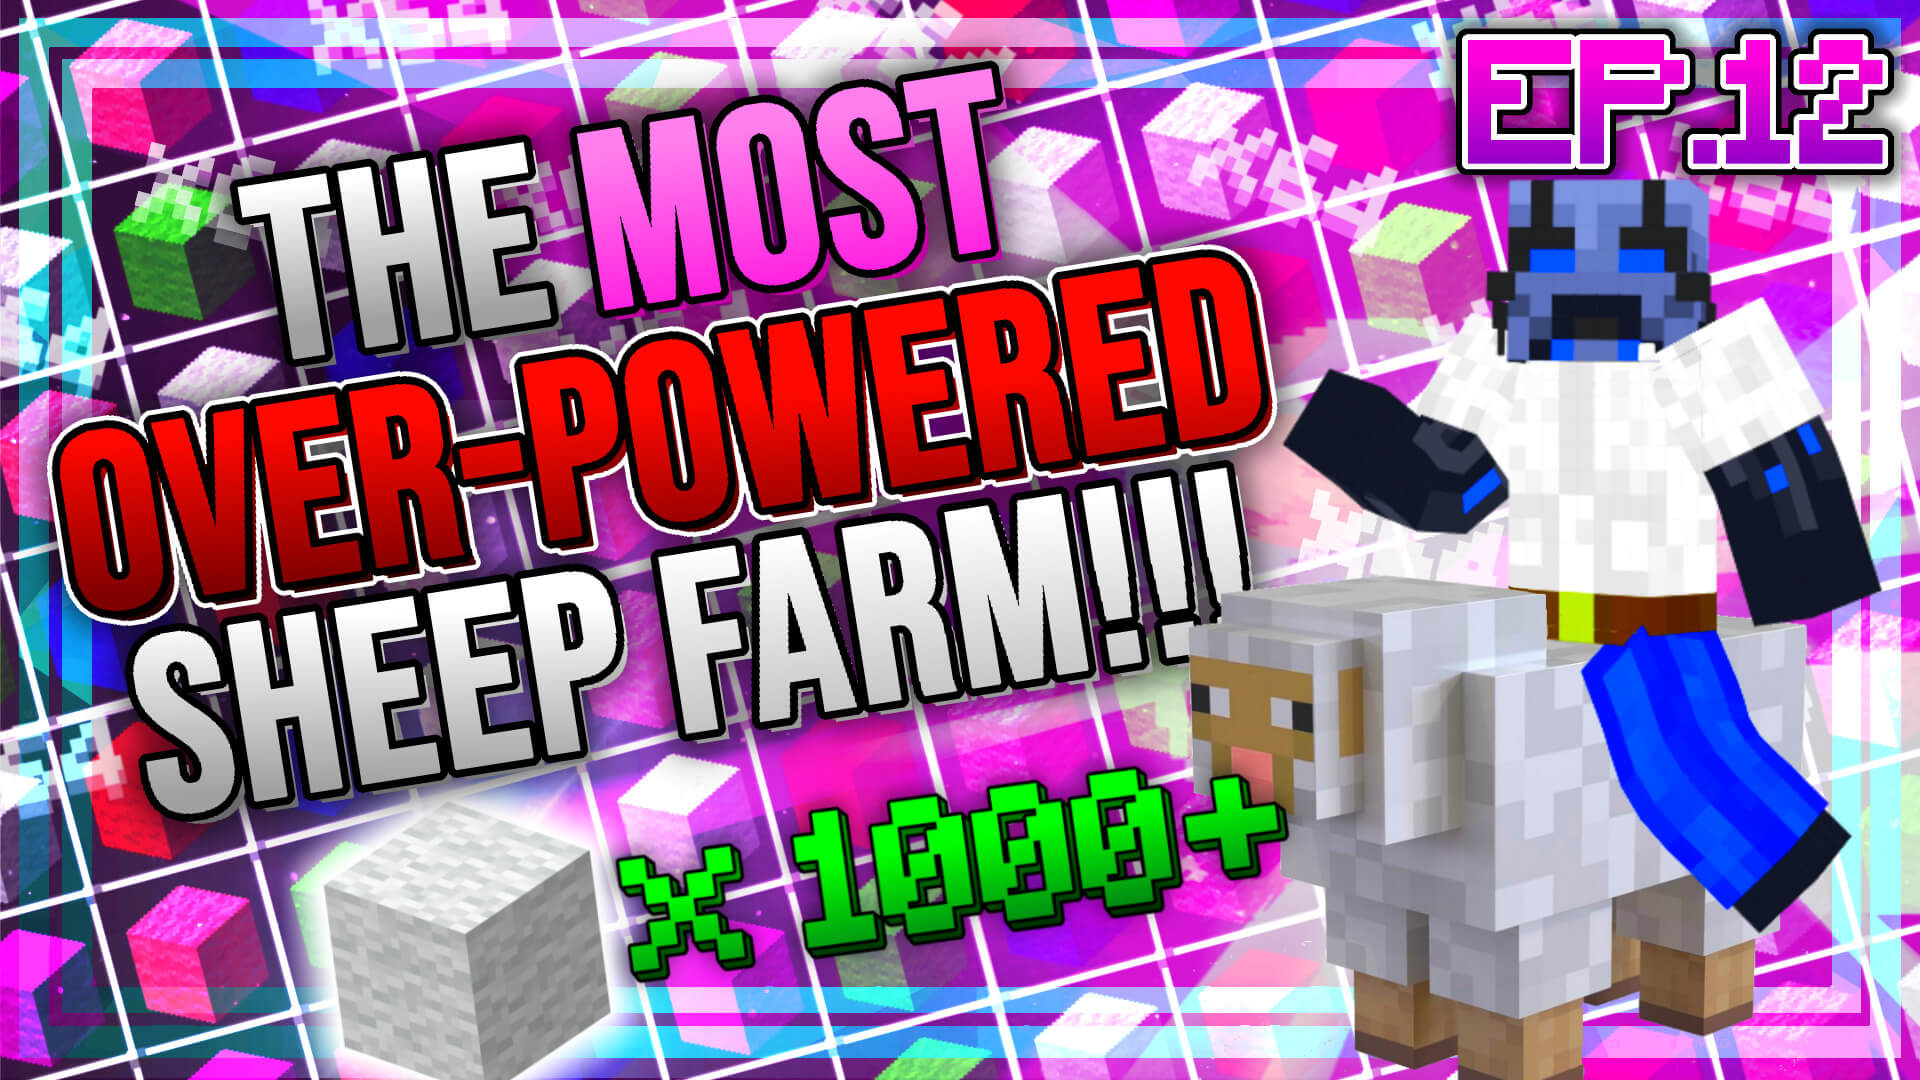 EP.12
THE MOST
OVER-POWERED
SHEEP FARM!!!
x 1000+